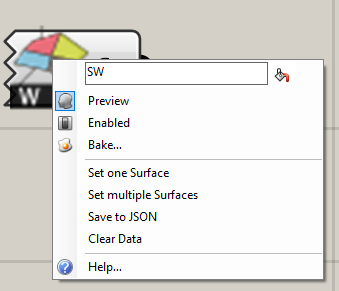 W
SW
Preview
Enabled
Bake...
Set one Surface
Set multiple Surfaces
Save to JSON
Clear Data
Help...